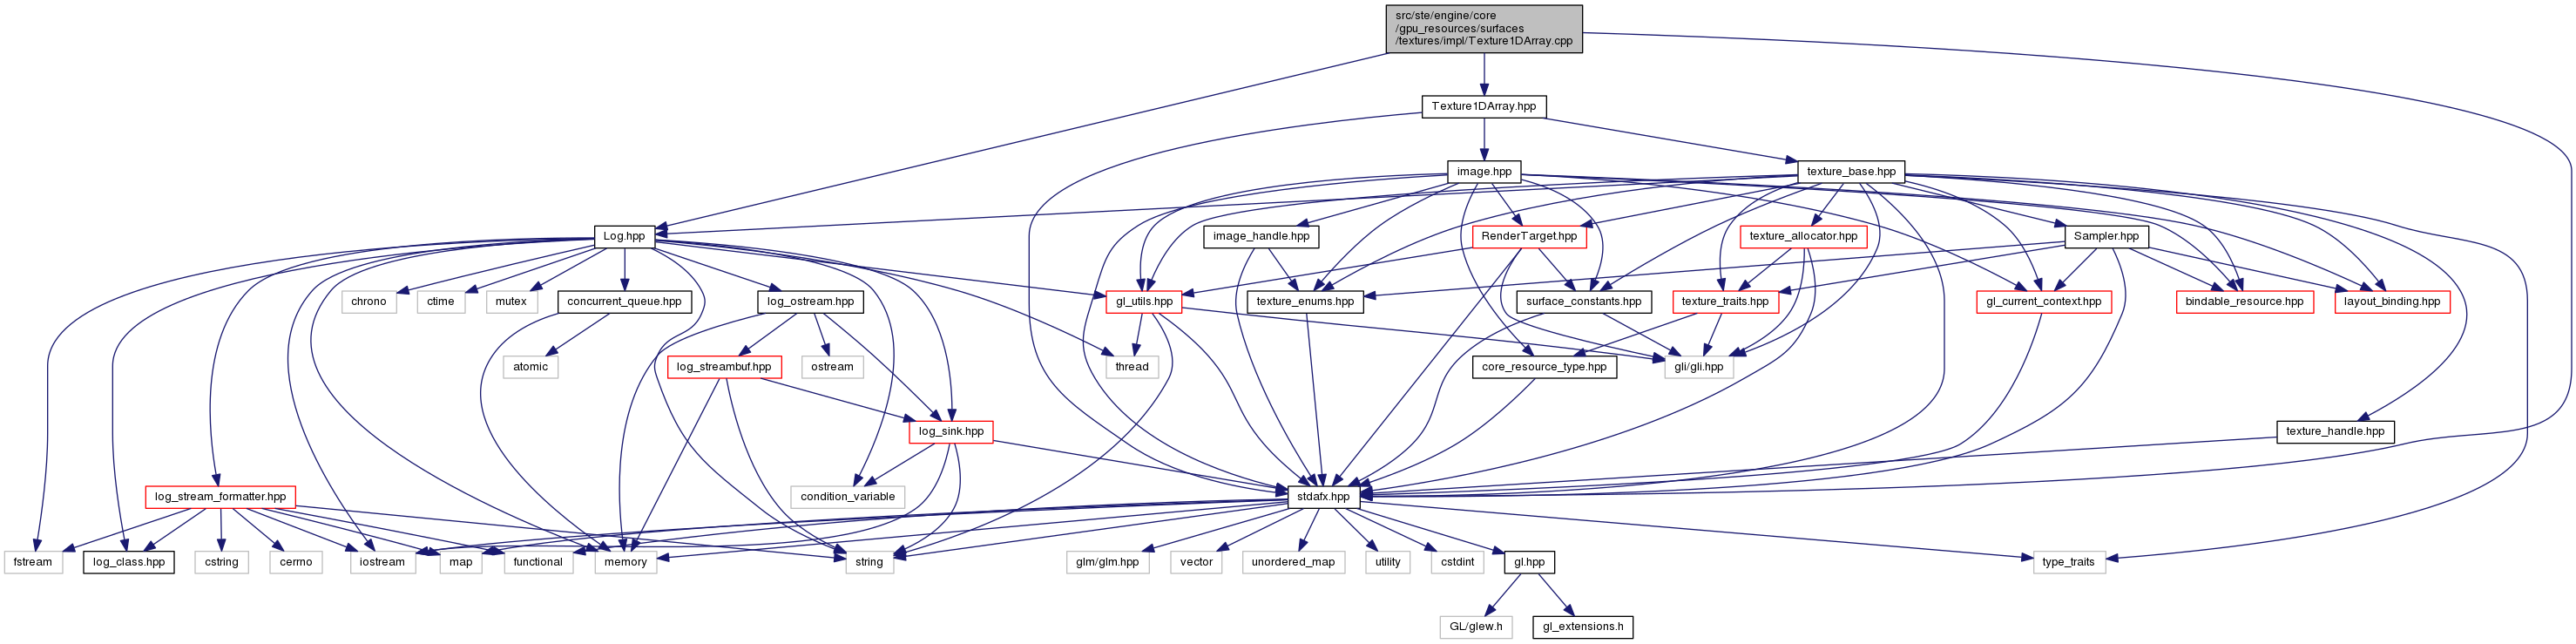 src/ste/engine/core
/gpu_resources/surfaces
/textures/impl/Texture1DArray.cpp
Texture1DArray.hpp
image.hpp
texture_base.hpp
Log.hpp
image_handle.hpp
RenderTarget.hpp
texture_allocator.hpp
Sampler.hpp
chrono
ctime
mutex
concurrent_queue.hpp
log_ostream.hpp
gl_utils.hpp
texture_enums.hpp
surface_constants.hpp
texture_traits.hpp
gl_current_context.hpp
bindable_resource.hpp
layout_binding.hpp
atomic
log_streambuf.hpp
ostream
thread
core_resource_type.hpp
gli/gli.hpp
log_sink.hpp
texture_handle.hpp
log_stream_formatter.hpp
condition_variable
stdafx.hpp
fstream
log_class.hpp
cstring
cerrno
iostream
map
functional
memory
string
glm/glm.hpp
vector
unordered_map
utility
cstdint
gl.hpp
type_traits
GL/glew.h
gl_extensions.h